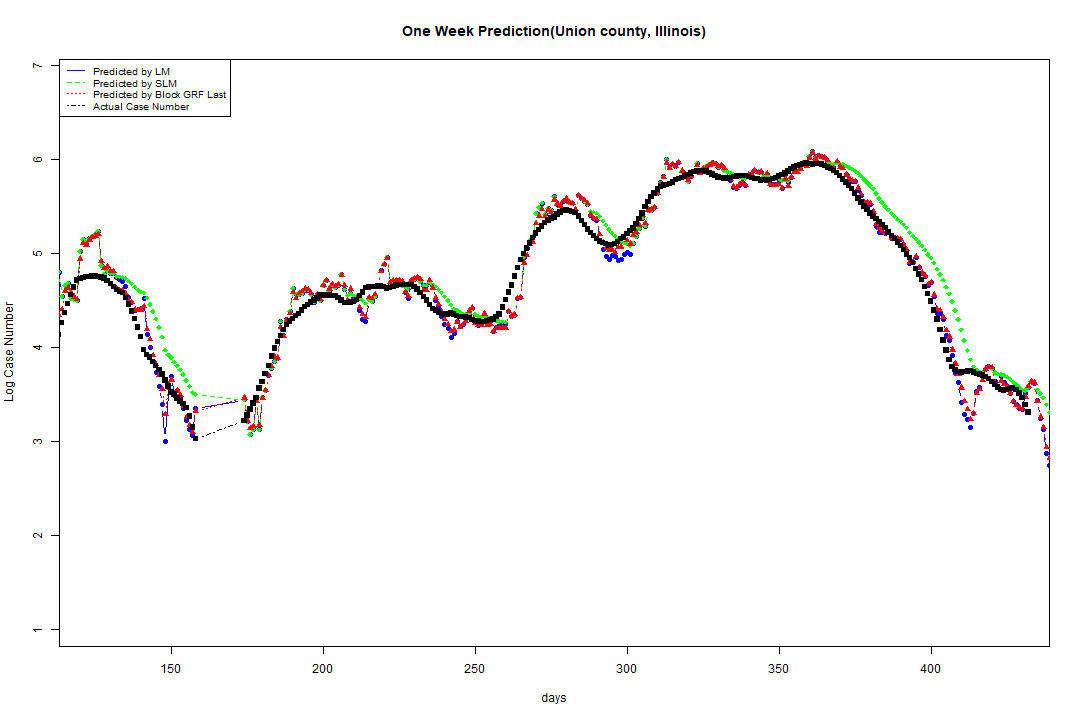 One Week Prediction(Union county, Illinois)
Predicted by LM
Predicted by SLM
Predicted by Block GRF Last
Actual Case Number
7
6
5
4
3
2
1
Log Case Number
150
200
250
300
350
400
days